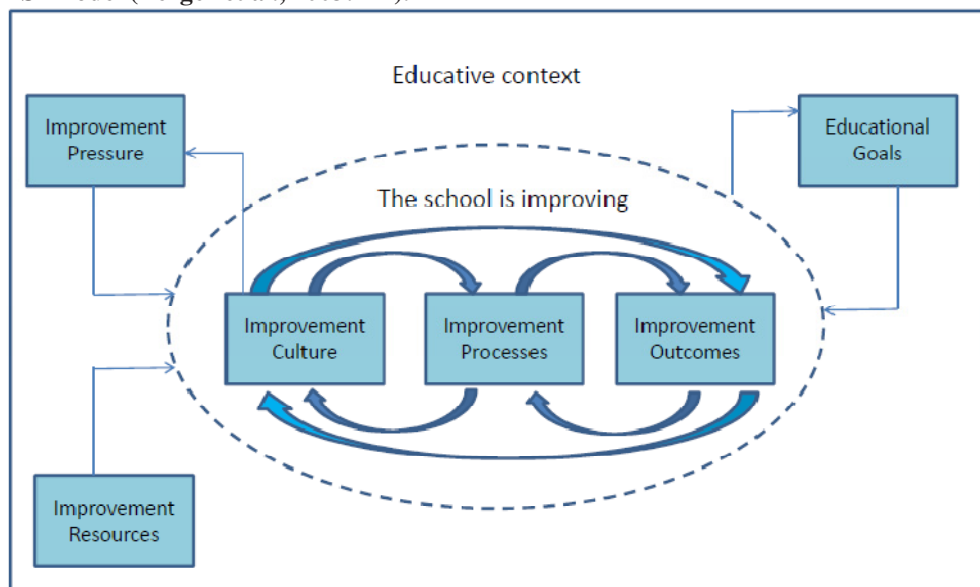 Educative context
Improvement
Pressure
Educational
Goals
The school is improving
Improvement
Culture
Improvement
Processes
Improvement
Outcomes
Improvement
Resources